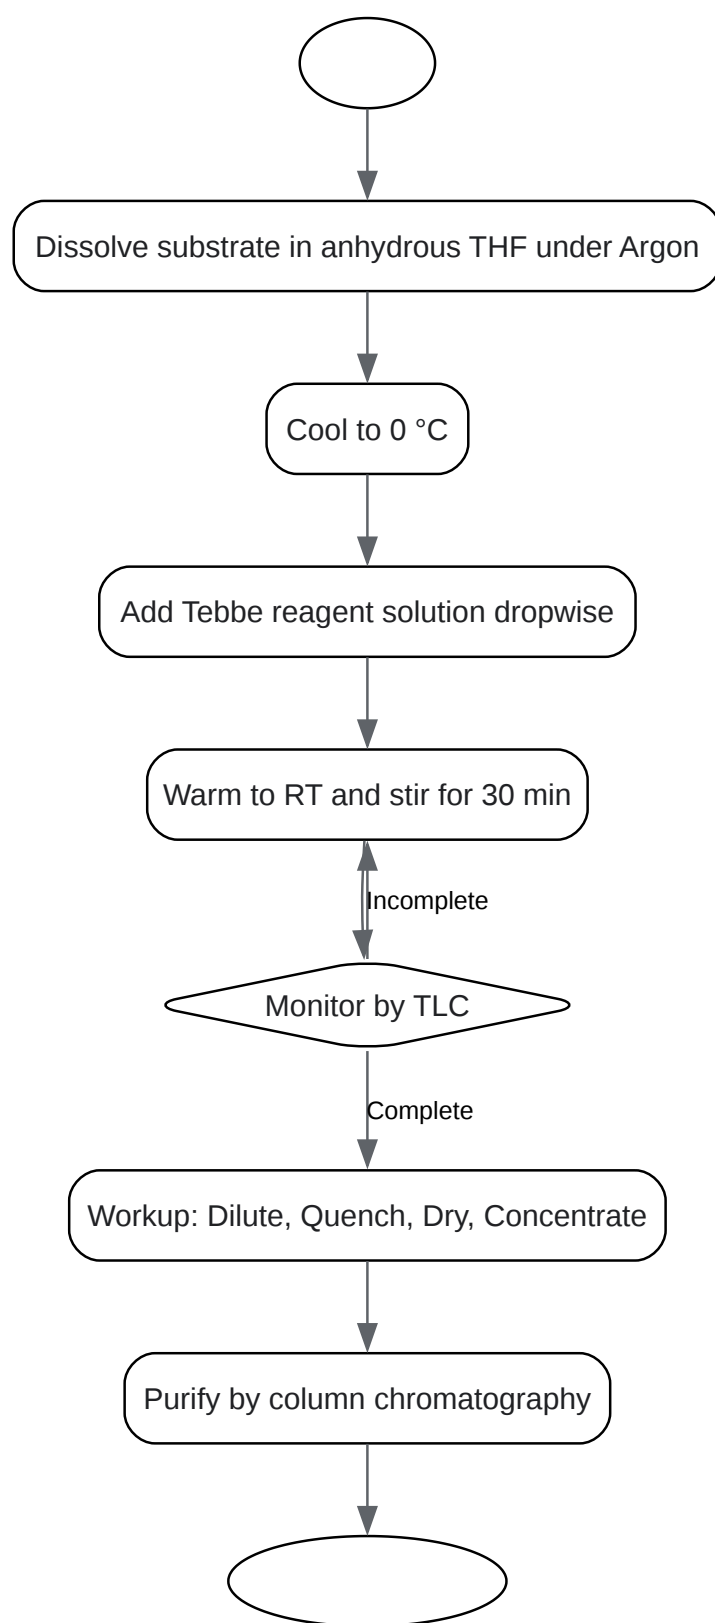 Dissolve substrate in anhydrous THF under Argon
Cool to 0 °C
Add Tebbe reagent solution dropwise
Warm to RT and stir for 30 min
Incomplete
Monitor by TLC
Complete
Workup: Dilute, Quench, Dry, Concentrate
Purify by column chromatography